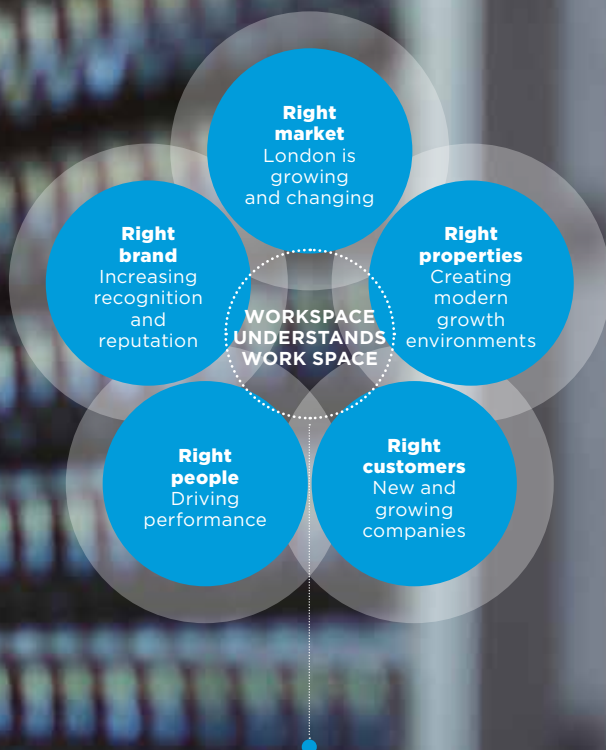 Right
market
London is
growing
and changing
Right
brand
Increasing
recognition
and
reputation
Right
properties
Creating
modern
growth
environments
WORKSPACE
UNDERSTANDS
WORK SPACE
Right
people
Driving
performance
Right
customers
New and
growing
companies